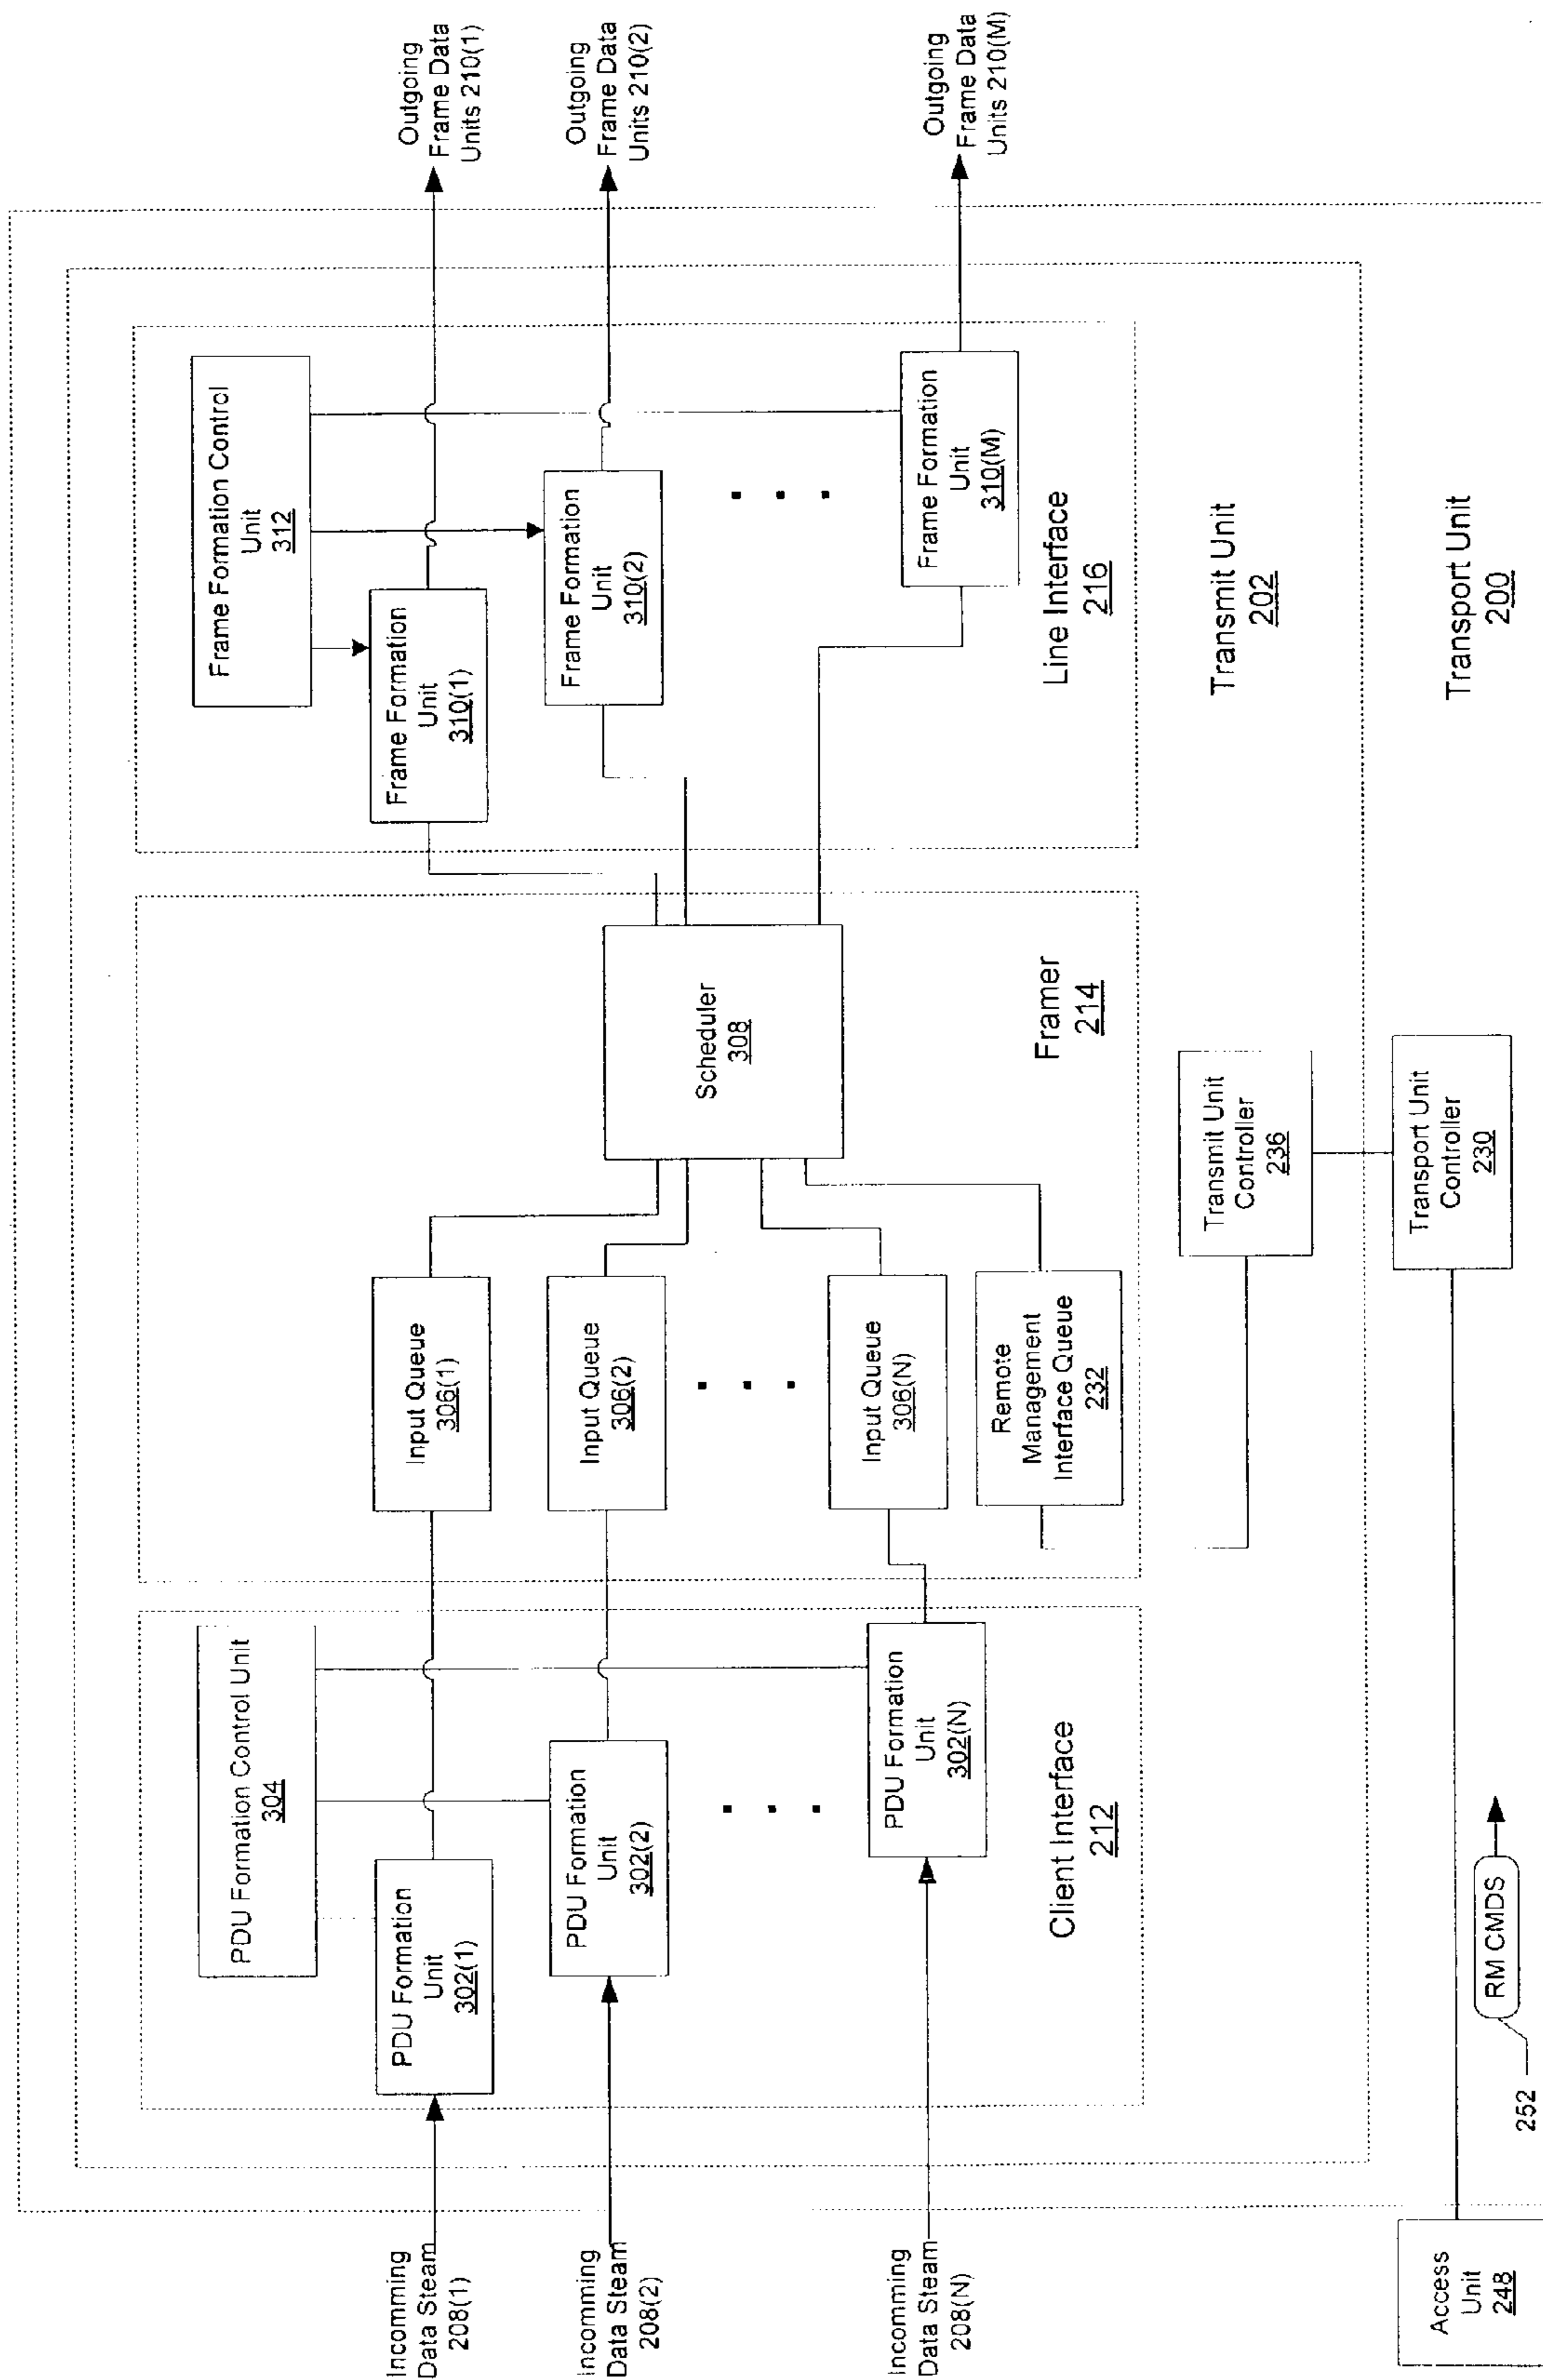 Incomming
Data Steam
208(1)
Incomming
Data Steam
208(2)
Incomming
Data Steam
208(N)
PDU Formation Control Unit
304
PDU Formation
Unit
302(1)
PDU Formation
Unit
302(2)
PDU Formation
Unit
302(N)
Client Interface
212
Input Queue
306(1)
Input Queue
306(2)
Input Queue
306(N)
Remote
Management
Interface Queue
232
Scheduler
308
Framer
214
Frame Formation Control
Unit
312
Frame Formation
Unit
310(1)
Frame Formation
Unit
310(2)
Frame Formation
Unit
310(M)
Line Interface
216
Outgoing
Frame Data
Units 210(1)
Outgoing
Frame Data
Units 210(2)
Outgoing
Frame Data
Units 210(M)
Transmit Unit
Controller
236
Transmit Unit
202
Transport Unit
Controller
230
Transport Unit
200
Access
Unit
248
RM CMDS
252